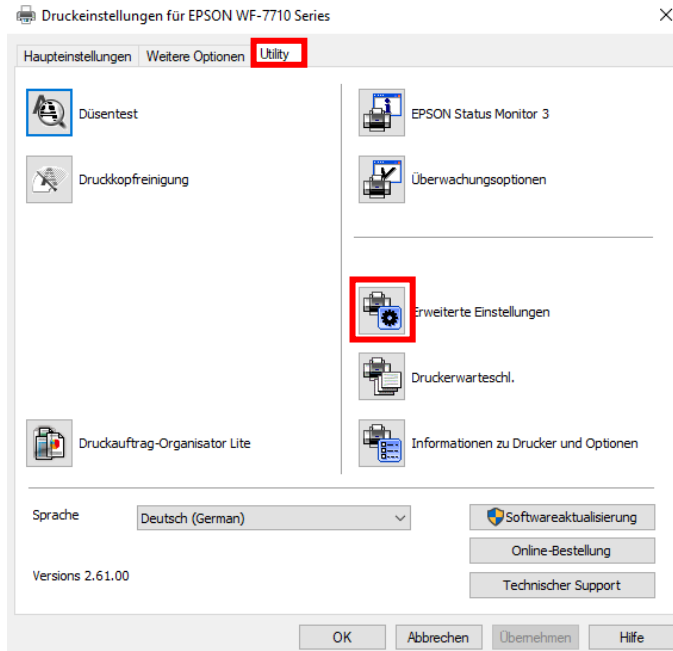 Druckeinstellungen für EPSON WF-7710 Series
Haupteinstellungen Weitere Optionen Utility
Düsentest
EPSON Status Monitor 3
Druckkopfreinigung
Überwachungsoptionen
Erweiterte Einstellungen
Druckerwarteschl.
Druckauftrag-Organisator Lite
Informationen zu Drucker und Optionen
Sprache
Deutsch (German)
Softwareaktualisierung
Online-Bestellung
Versions 2.61.00
Technischer Support
OK Abbrechen Übernehmen Hilfe